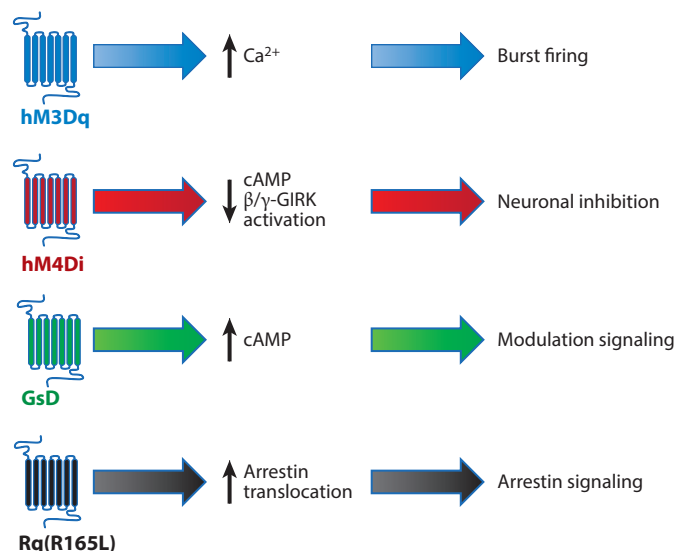 Ca²⁺
Burst firing
hM3Dq
cAMP
β/γ-GIRK
activation
Neuronal inhibition
hM4Di
cAMP
Modulation signaling
GsD
Arrestin
translocation
Arrestin signaling
Rq(R165L)